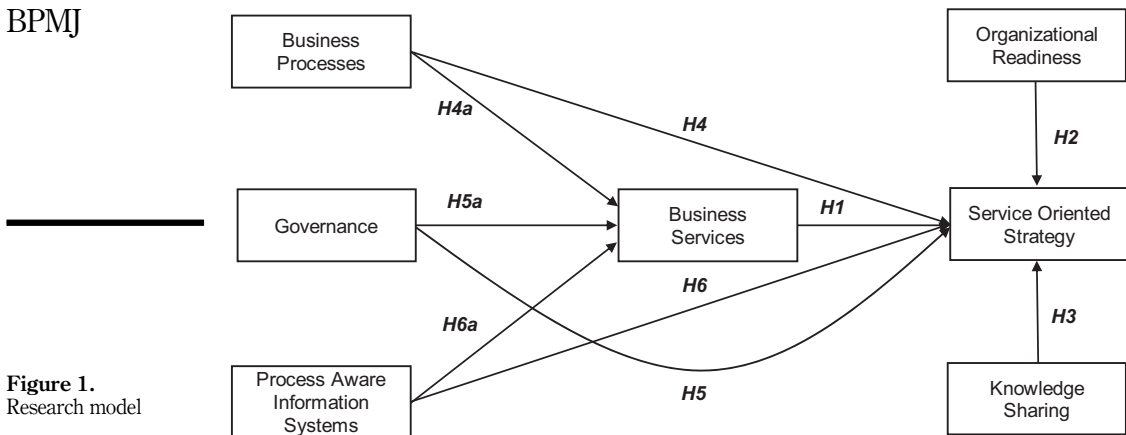 BPMJ
Business
Processes
Organizational
Readiness
H4a
H4
H2
Governance
H5a
Business
Services
H1
Service Oriented
Strategy
H6a
H6
H3
Process Aware
Information
Systems
H5
Knowledge
Sharing
Figure 1.
Research model